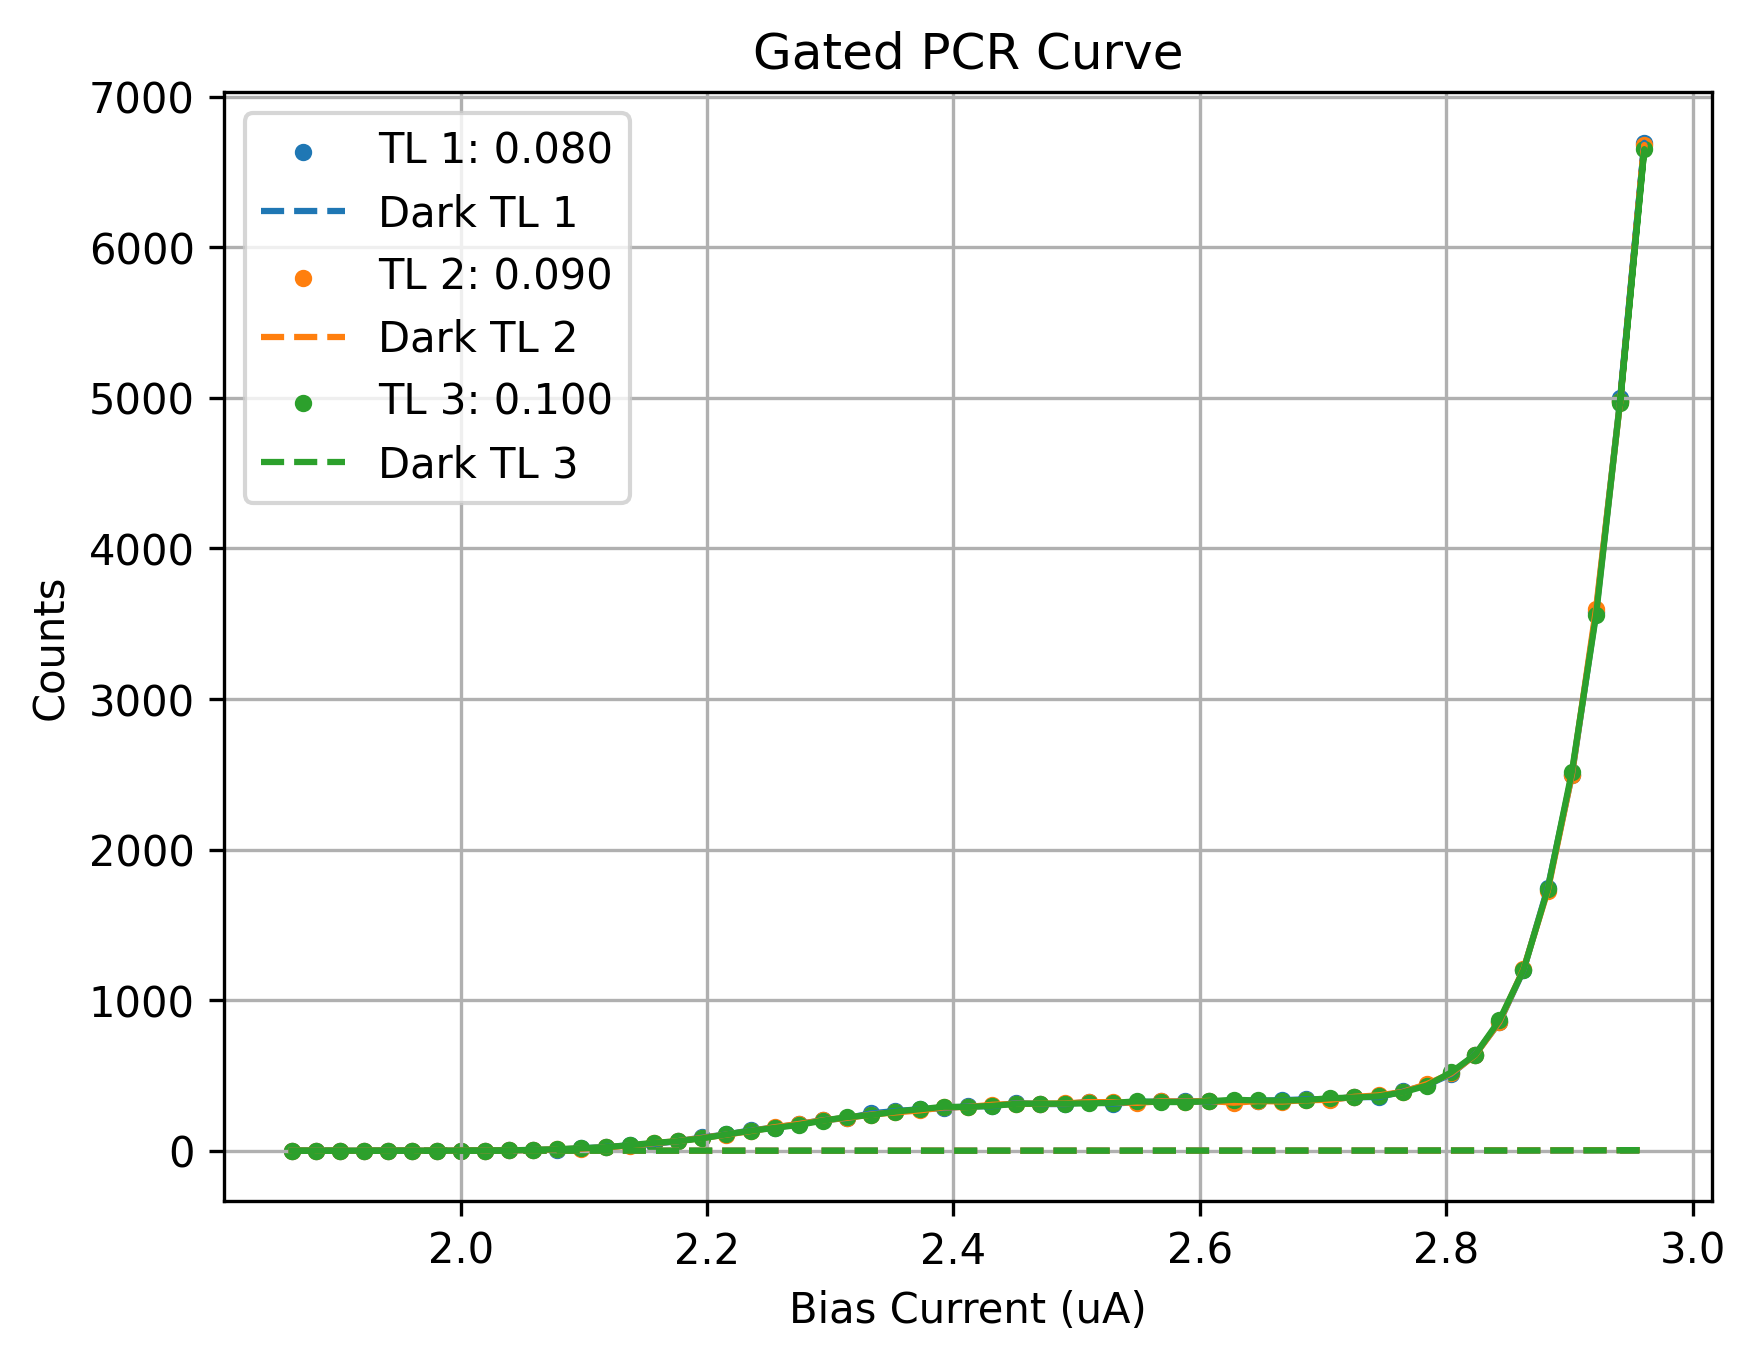 Gated PCR Curve
7000
6000
5000
4000
3000
2000
1000
0
Counts
TL 1: 0.080
Dark TL 1
TL 2: 0.090
Dark TL 2
TL 3: 0.100
Dark TL 3
2.0 2.2 2.4 2.6 2.8 3.0
Bias Current (uA)